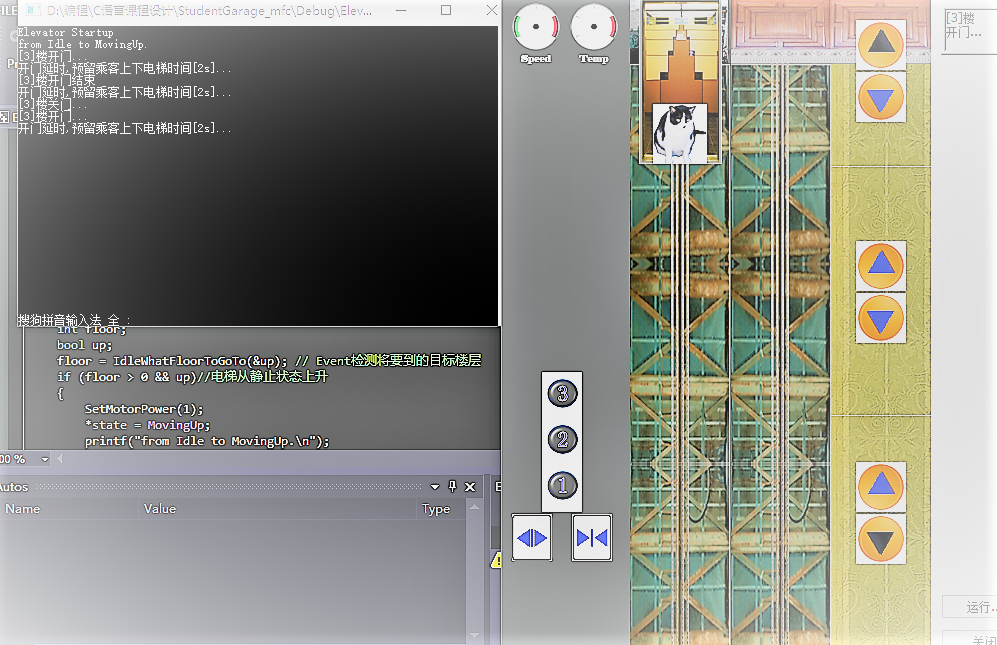 FILE
D:\编程\C语言课程设计\StudentGarage_mfc\Debug\Elev...
Elevator Startup
from Idle to MovingUp.
[3]楼开门...
开门延时,预留乘客上下电梯时间[2s]...
[3]楼开门结束
开门延时,预留乘客上下电梯时间[2s]...
[3]楼关门...
[3]楼开门...
开门延时,预留乘客上下电梯时间[2s]...
搜狗拼音输入法 全 :
int floor;
bool up;
floor = IdleWhatFloorToGoTo(&up); // Event检测将要到的目标楼层
if (floor > 0 && up)//电梯从静止状态上升
{
SetMotorPower(1);
*state = MovingUp;
printf("from Idle to MovingUp.\n");
00 %
Autos
Name Value Type
Speed Temp
3
2
1
[3]楼
开门...
运行..
关闭